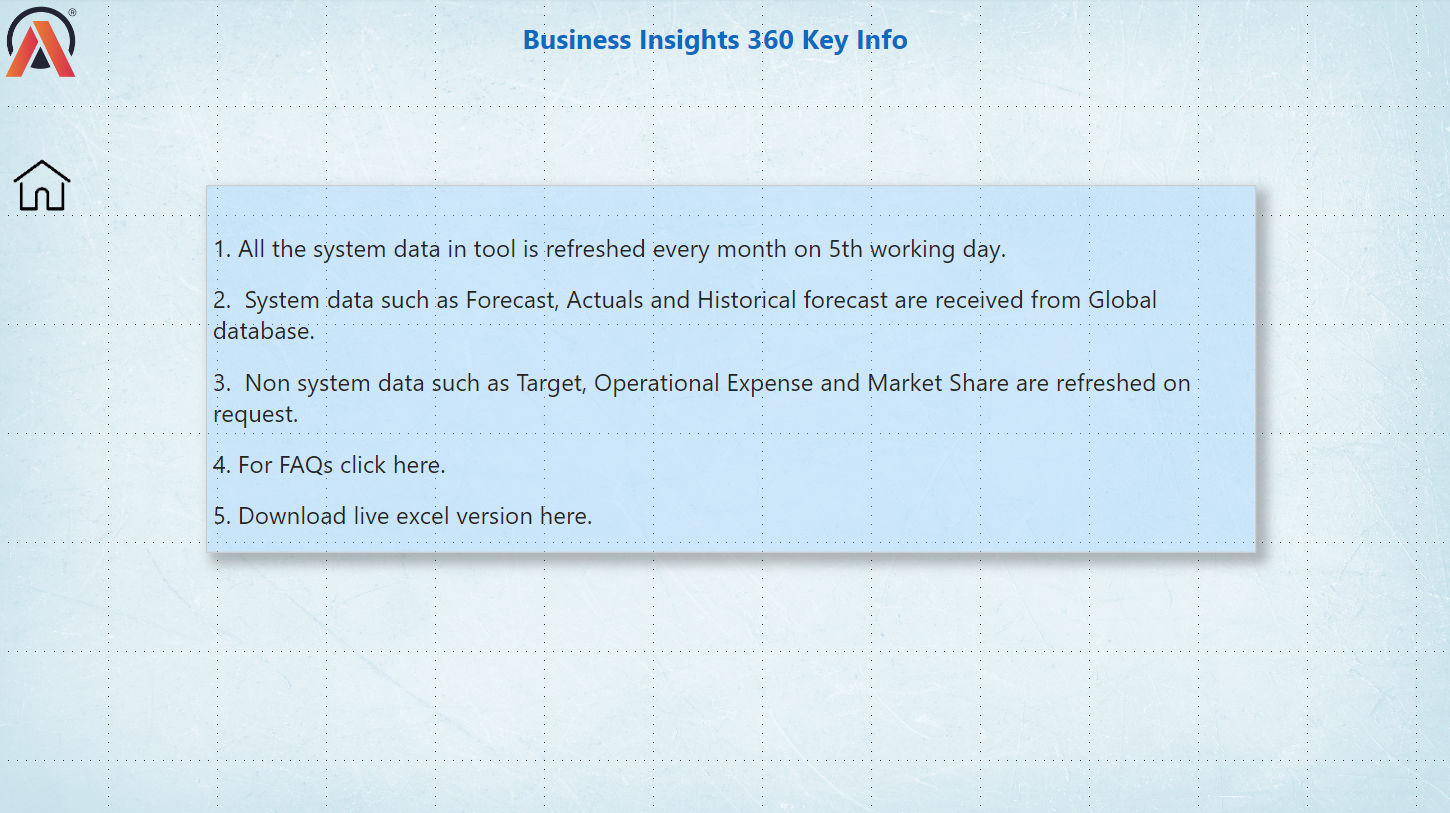 ®
Business Insights 360 Key Info
1. All the system data in tool is refreshed every month on 5th working day.
2.  System data such as Forecast, Actuals and Historical forecast are received from Global
database.
3.  Non system data such as Target, Operational Expense and Market Share are refreshed on
request.
4. For FAQs click here.
5. Download live excel version here.